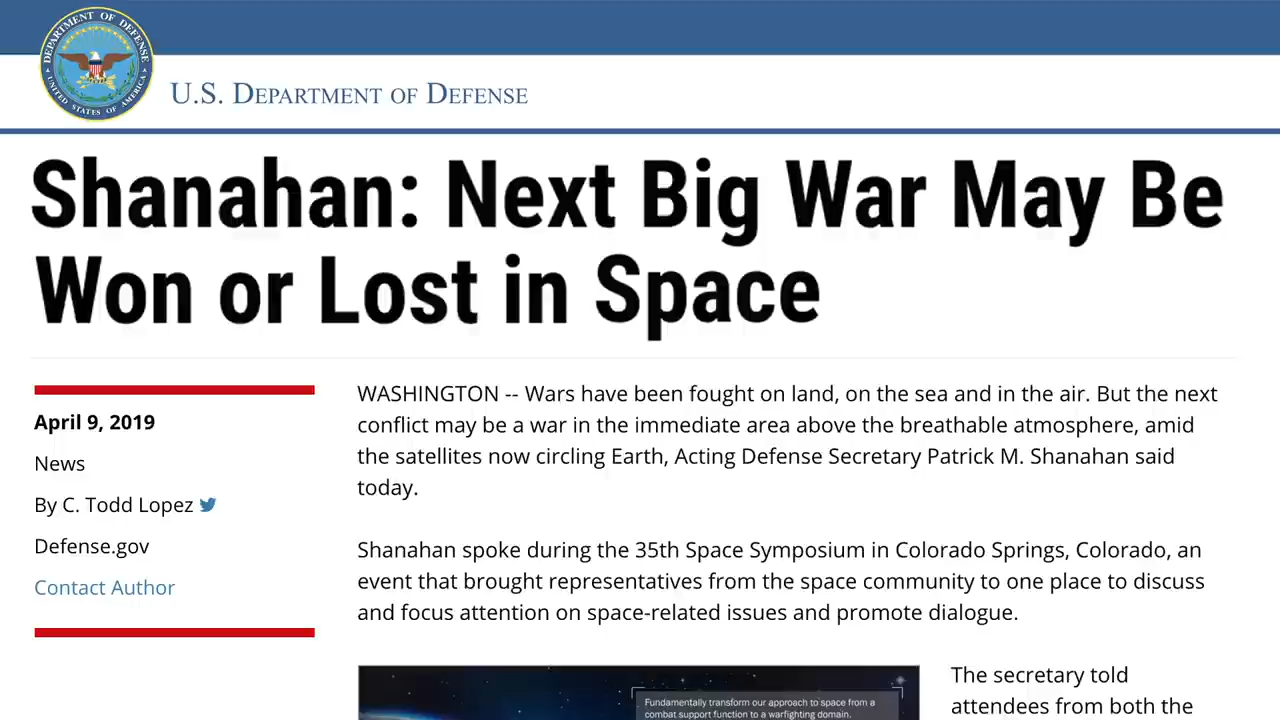 DEPARTMENT OF DEFENSE
UNITED STATES OF AMERICA
U.S. DEPARTMENT OF DEFENSE
Shanahan: Next Big War May Be
Won or Lost in Space
April 9, 2019
News
By C. Todd Lopez
Defense.gov
Contact Author
WASHINGTON -- Wars have been fought on land, on the sea and in the air. But the next
conflict may be a war in the immediate area above the breathable atmosphere, amid
the satellites now circling Earth, Acting Defense Secretary Patrick M. Shanahan said
today.
Shanahan spoke during the 35th Space Symposium in Colorado Springs, Colorado, an
event that brought representatives from the space community to one place to discuss
and focus attention on space-related issues and promote dialogue.
Fundamentally transform our approach to space from a
combat support function to a warfighting domain.
The secretary told
attendees from both the